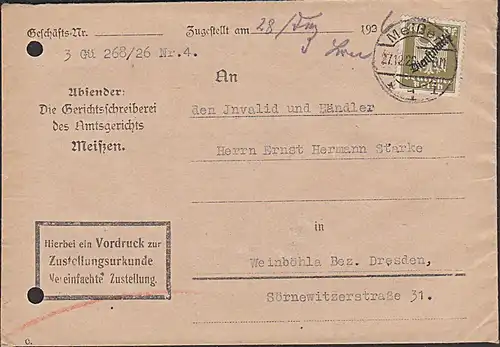 Geschäfts-Nr. Zugestellt am 28/Dez 1926
3 Gü 268/26 Nr.4.
Meißen
27.12.26
Dienstmarke
An
Absender:
Die Gerichtsschreiberei
des Amtsgerichts
Meißen.
den Invalid und Händler
Herrn Ernst Hermann Starke
in
Weinböhla Bez. Dresden,
Sörnewitzerstraße 31.
Hierbei ein Vordruck zur
Zustellungsurkunde
Vereinfachte Zustellung.
C.